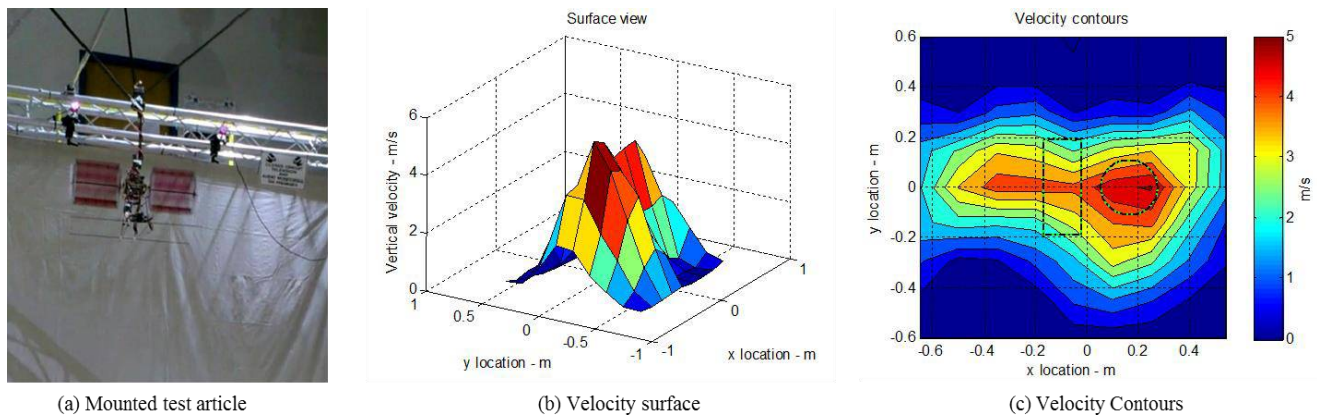 Surface view
Vertical velocity - m/s
6
4
2
0
1
0.5
0
-0.5
-1
-1
0
1
y location - m
x location - m
Velocity contours
y location - m
0.6
0.4
0.2
0
-0.2
-0.4
-0.6
-0.6
-0.4
-0.2
0
0.2
0.4
x location - m
5
4
3
2
1
0
m/s
(a) Mounted test article
(b) Velocity surface
(c) Velocity Contours